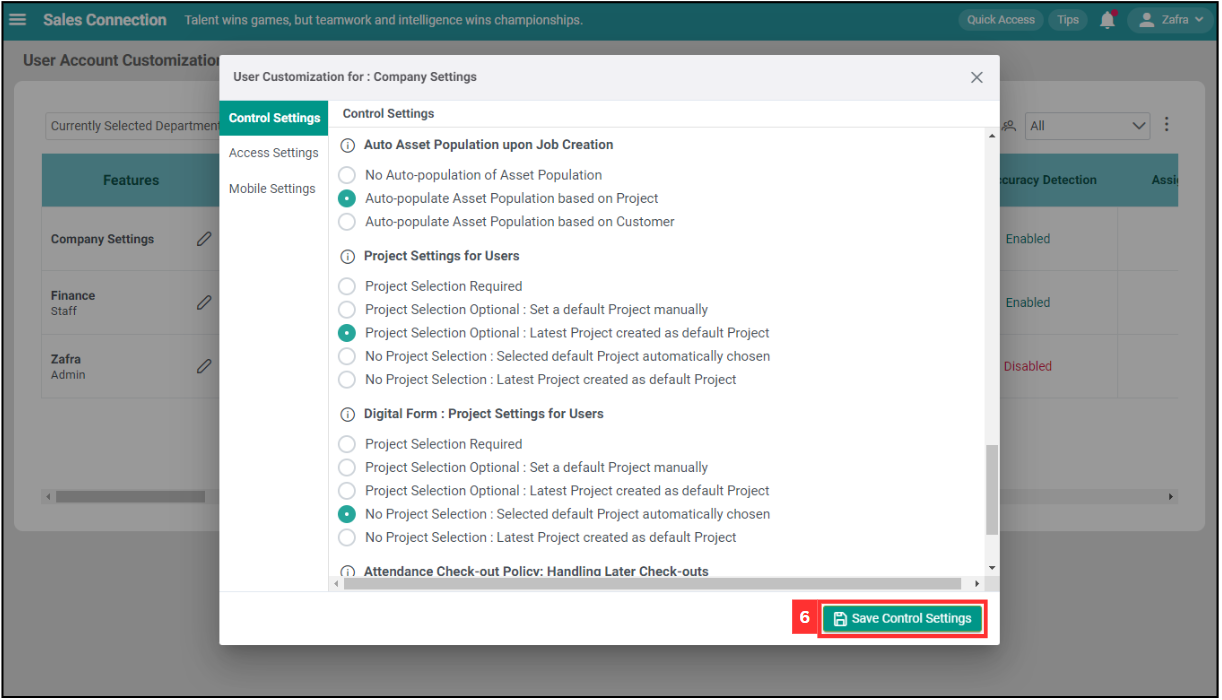 Sales Connection Talent wins games, but teamwork and intelligence wins championships. Quick Access Tips Zafra
User Account Customization
User Customization for : Company Settings
Control Settings
Access Settings
Mobile Settings
Control Settings
Auto Asset Population upon Job Creation
No Auto-population of Asset Population
Auto-populate Asset Population based on Project
Auto-populate Asset Population based on Customer
Project Settings for Users
Project Selection Required
Project Selection Optional : Set a default Project manually
Project Selection Optional : Latest Project created as default Project
No Project Selection : Selected default Project automatically chosen
No Project Selection : Latest Project created as default Project
Digital Form : Project Settings for Users
Project Selection Required
Project Selection Optional : Set a default Project manually
Project Selection Optional : Latest Project created as default Project
No Project Selection : Selected default Project automatically chosen
No Project Selection : Latest Project created as default Project
Attendance Check-out Policy: Handling Later Check-outs
6 Save Control Settings
Currently Selected Department
All
Features
Detection
Company Settings
Enabled
Finance
Staff
Enabled
Zafra
Admin
Disabled